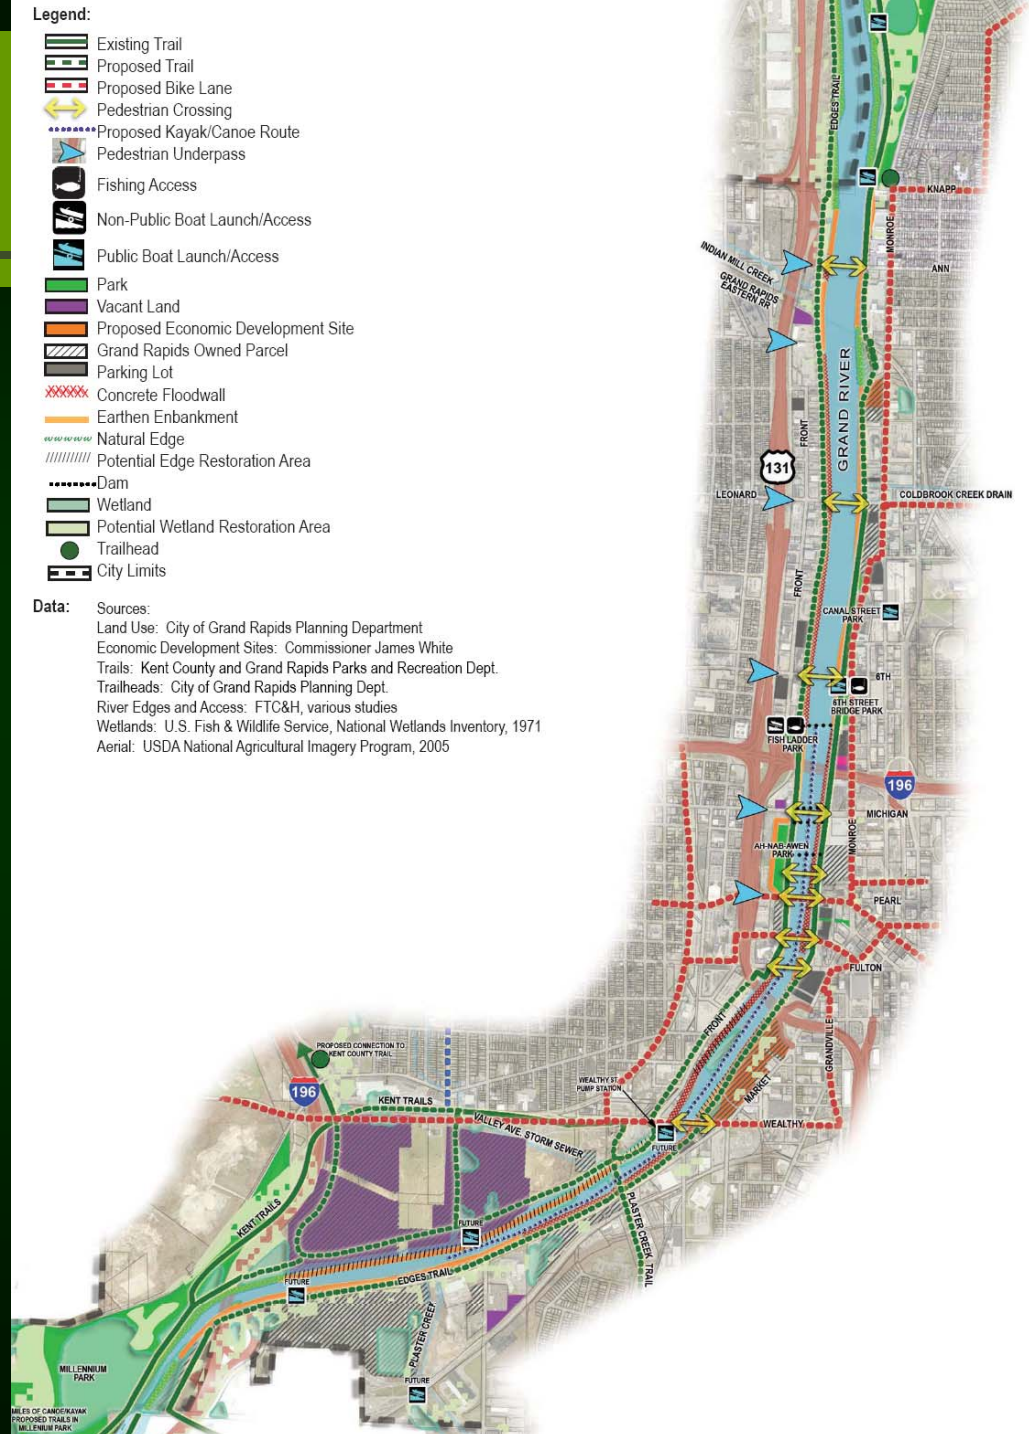 Legend:
Existing Trail
Proposed Trail
Proposed Bike Lane
Pedestrian Crossing
Proposed Kayak/Canoe Route
Pedestrian Underpass
Fishing Access
Non-Public Boat Launch/Access
Public Boat Launch/Access
Park
Vacant Land
Proposed Economic Development Site
Grand Rapids Owned Parcel
Parking Lot
Concrete Floodwall
Earthen Enbankment
Natural Edge
Potential Edge Restoration Area
Dam
Wetland
Potential Wetland Restoration Area
Trailhead
City Limits
Data:
Sources:
Land Use: City of Grand Rapids Planning Department
Economic Development Sites: Commissioner James White
Trails: Kent County and Grand Rapids Parks and Recreation Dept.
Trailheads: City of Grand Rapids Planning Dept.
River Edges and Access: FTC&H, various studies
Wetlands: U.S. Fish & Wildlife Service, National Wetlands Inventory, 1971
Aerial: USDA National Agricultural Imagery Program, 2005
EDGES TRAIL
KNAPP
MONROE
INDIAN MILL CREEK
GRAND RAPIDS
EASTERN RR
ANN
GRAND RIVER
FRONT
131
LEONARD
COLDBROOK CREEK DRAIN
FRONT
CANAL STREET
PARK
6TH
6TH STREET
BRIDGE PARK
FISH LADDER
PARK
196
MICHIGAN
MONROE
AH-NAB-AWEN
PARK
PEARL
FULTON
FRONT
GRANDVILLE
MARKET
PROPOSED CONNECTION TO
KENT COUNTY TRAIL
196
WEALTHY ST.
PUMP STATION
KENT TRAILS
VALLEY AVE. STORM SEWER
WEALTHY
FUTURE
PLASTER CREEK TRAIL
KENT TRAILS
FUTURE
EDGES TRAIL
FUTURE
PLASTER CREEK
MILLENNIUM
PARK
FUTURE
MILES OF CANOE/KAYAK
PROPOSED TRAILS IN
MILLENIUM PARK